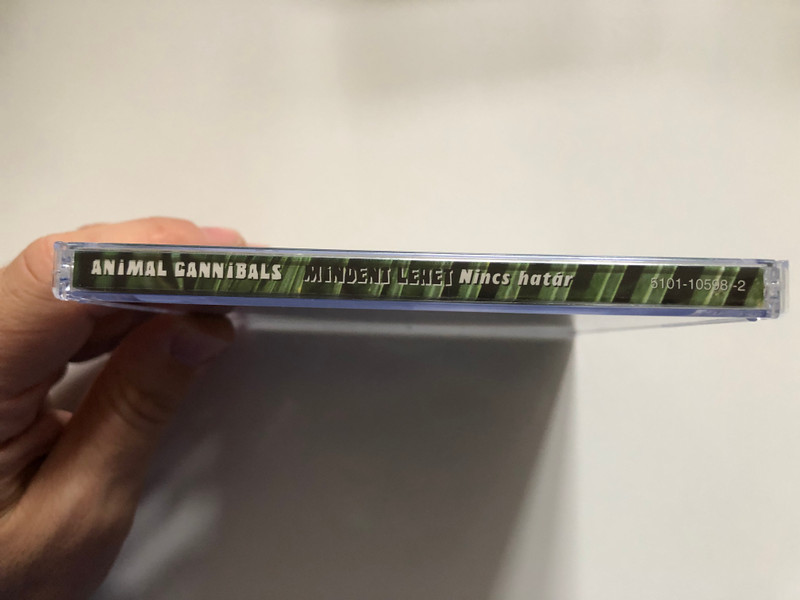 ANiMAL CANNiBALS MiNDENT LEHET Nincs határ 5101-10598-2